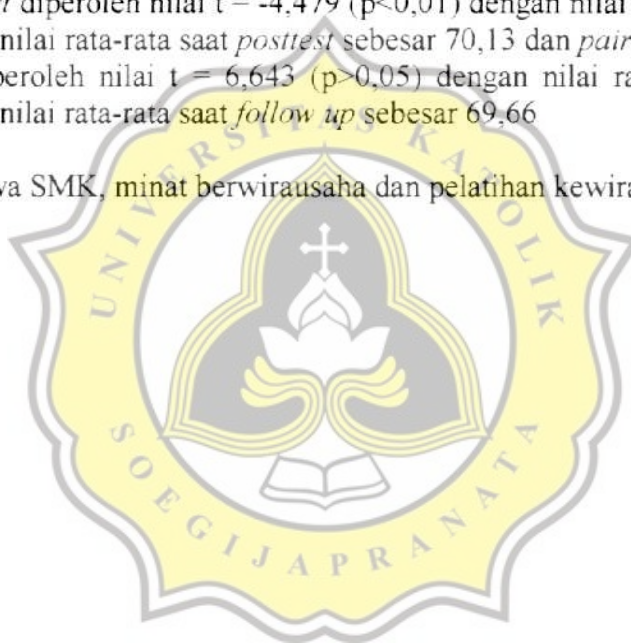 diperoleh nilai t = -4,479 (p<0,01) dengan nilai
nilai rata-rata saat posttest sebesar 70,13 dan pair
peroleh nilai t = 6,643 (p>0,05) dengan nilai ra
nilai rata-rata saat follow up sebesar 69,66
wa SMK, minat berwirausaha dan pelatihan kewira
UNIVERSITAS KATOLIK
SOEGIJAPRANATA